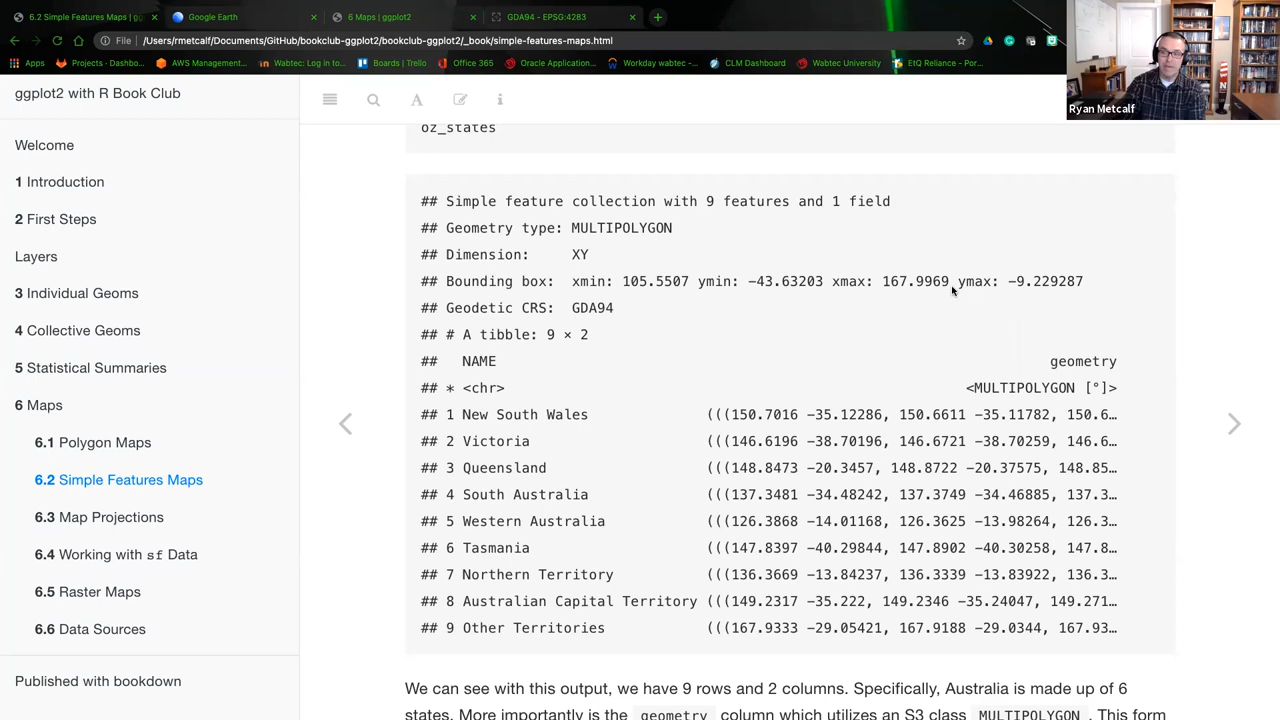 6.2 Simple Features Maps | gg
Google Earth
6 Maps | ggplot2
GDA94 - EPSG:4283
File /Users/rmetcalf/Documents/GitHub/bookclub-ggplot2/bookclub-ggplot2/_book/simple-features-maps.html
Apps Projects · Dashbo... AWS Management... Wabtec: Log in to... Boards | Trello Office 365 Oracle Application... Workday wabtec -... CLM Dashboard Wabtec University EtQ Reliance - Por...
Ryan Metcalf
ggplot2 with R Book Club
Welcome
1 Introduction
2 First Steps
Layers
3 Individual Geoms
4 Collective Geoms
5 Statistical Summaries
6 Maps
6.1 Polygon Maps
6.2 Simple Features Maps
6.3 Map Projections
6.4 Working with sf Data
6.5 Raster Maps
6.6 Data Sources
Published with bookdown
oz_states
## Simple feature collection with 9 features and 1 field
## Geometry type: MULTIPOLYGON
## Dimension:     XY
## Bounding box:  xmin: 105.5507 ymin: −43.63203 xmax: 167.9969 ymax: −9.229287
## Geodetic CRS:  GDA94
## # A tibble: 9 × 2
##   NAME geometry
## * <chr> <MULTIPOLYGON [°]>
## 1 New South Wales (((150.7016 −35.12286, 150.6611 −35.11782, 150.6…
## 2 Victoria (((146.6196 −38.70196, 146.6721 −38.70259, 146.6…
## 3 Queensland (((148.8473 −20.3457, 148.8722 −20.37575, 148.85…
## 4 South Australia (((137.3481 −34.48242, 137.3749 −34.46885, 137.3…
## 5 Western Australia (((126.3868 −14.01168, 126.3625 −13.98264, 126.3…
## 6 Tasmania (((147.8397 −40.29844, 147.8902 −40.30258, 147.8…
## 7 Northern Territory (((136.3669 −13.84237, 136.3339 −13.83922, 136.3…
## 8 Australian Capital Territory (((149.2317 −35.222, 149.2346 −35.24047, 149.271…
## 9 Other Territories (((167.9333 −29.05421, 167.9188 −29.0344, 167.93…
We can see with this output, we have 9 rows and 2 columns. Specifically, Australia is made up of 6
states. More importantly is the geometry column which utilizes an S3 class MULTIPOLYGON . This form